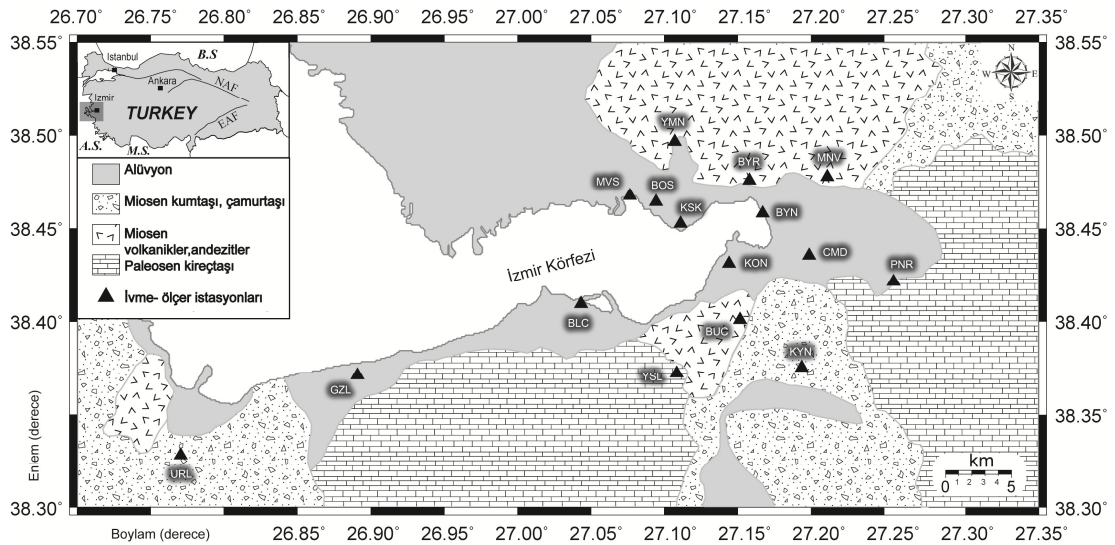 26.70˚ 26.75˚ 26.80˚ 26.85˚ 26.90˚ 26.95˚ 27.00˚ 27.05˚ 27.10˚ 27.15˚ 27.20˚ 27.25˚ 27.30˚ 27.35˚
38.55˚ 38.55˚
Istanbul B.S
Ankara NAF
Izmir
TURKEY
EAF
A.S. M.S.
N
W E
S
38.50˚ 38.50˚
YMN
BYR MNV
Alüvyon
MVS BOS
Miosen kumtaşı, çamurtaşı
KSK BYN
38.45˚ 38.45˚
Miosen
volkanikler,andezitler
Paleosen kireçtaşı
İzmir Körfezi
KON CMD PNR
İvme- ölçer istasyonları
38.40˚ 38.40˚
BLC BUC
KYN
YSL
GZL
38.35˚ 38.35˚
Enlem (derece)
URL
km
0 1 2 3 4 5
38.30˚ 38.30˚
Boylam (derece)
26.75˚ 26.80˚ 26.85˚ 26.90˚ 26.95˚ 27.00˚ 27.05˚ 27.10˚ 27.15˚ 27.20˚ 27.25˚ 27.30˚ 27.35˚